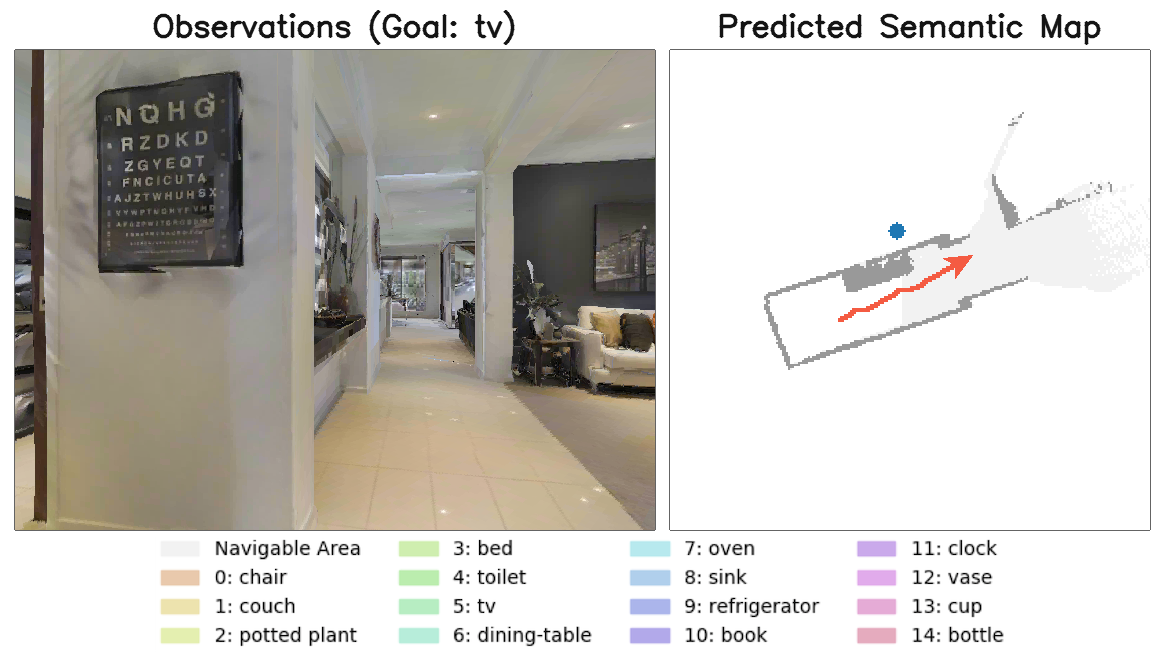 Observations (Goal: tv)
Predicted Semantic Map
NQHG
RZDKD
ZGYEQT
FNCICUTA
AJZTWHUHSX
Navigable Area
0: chair
1: couch
2: potted plant
3: bed
4: toilet
5: tv
6: dining-table
7: oven
8: sink
9: refrigerator
10: book
11: clock
12: vase
13: cup
14: bottle